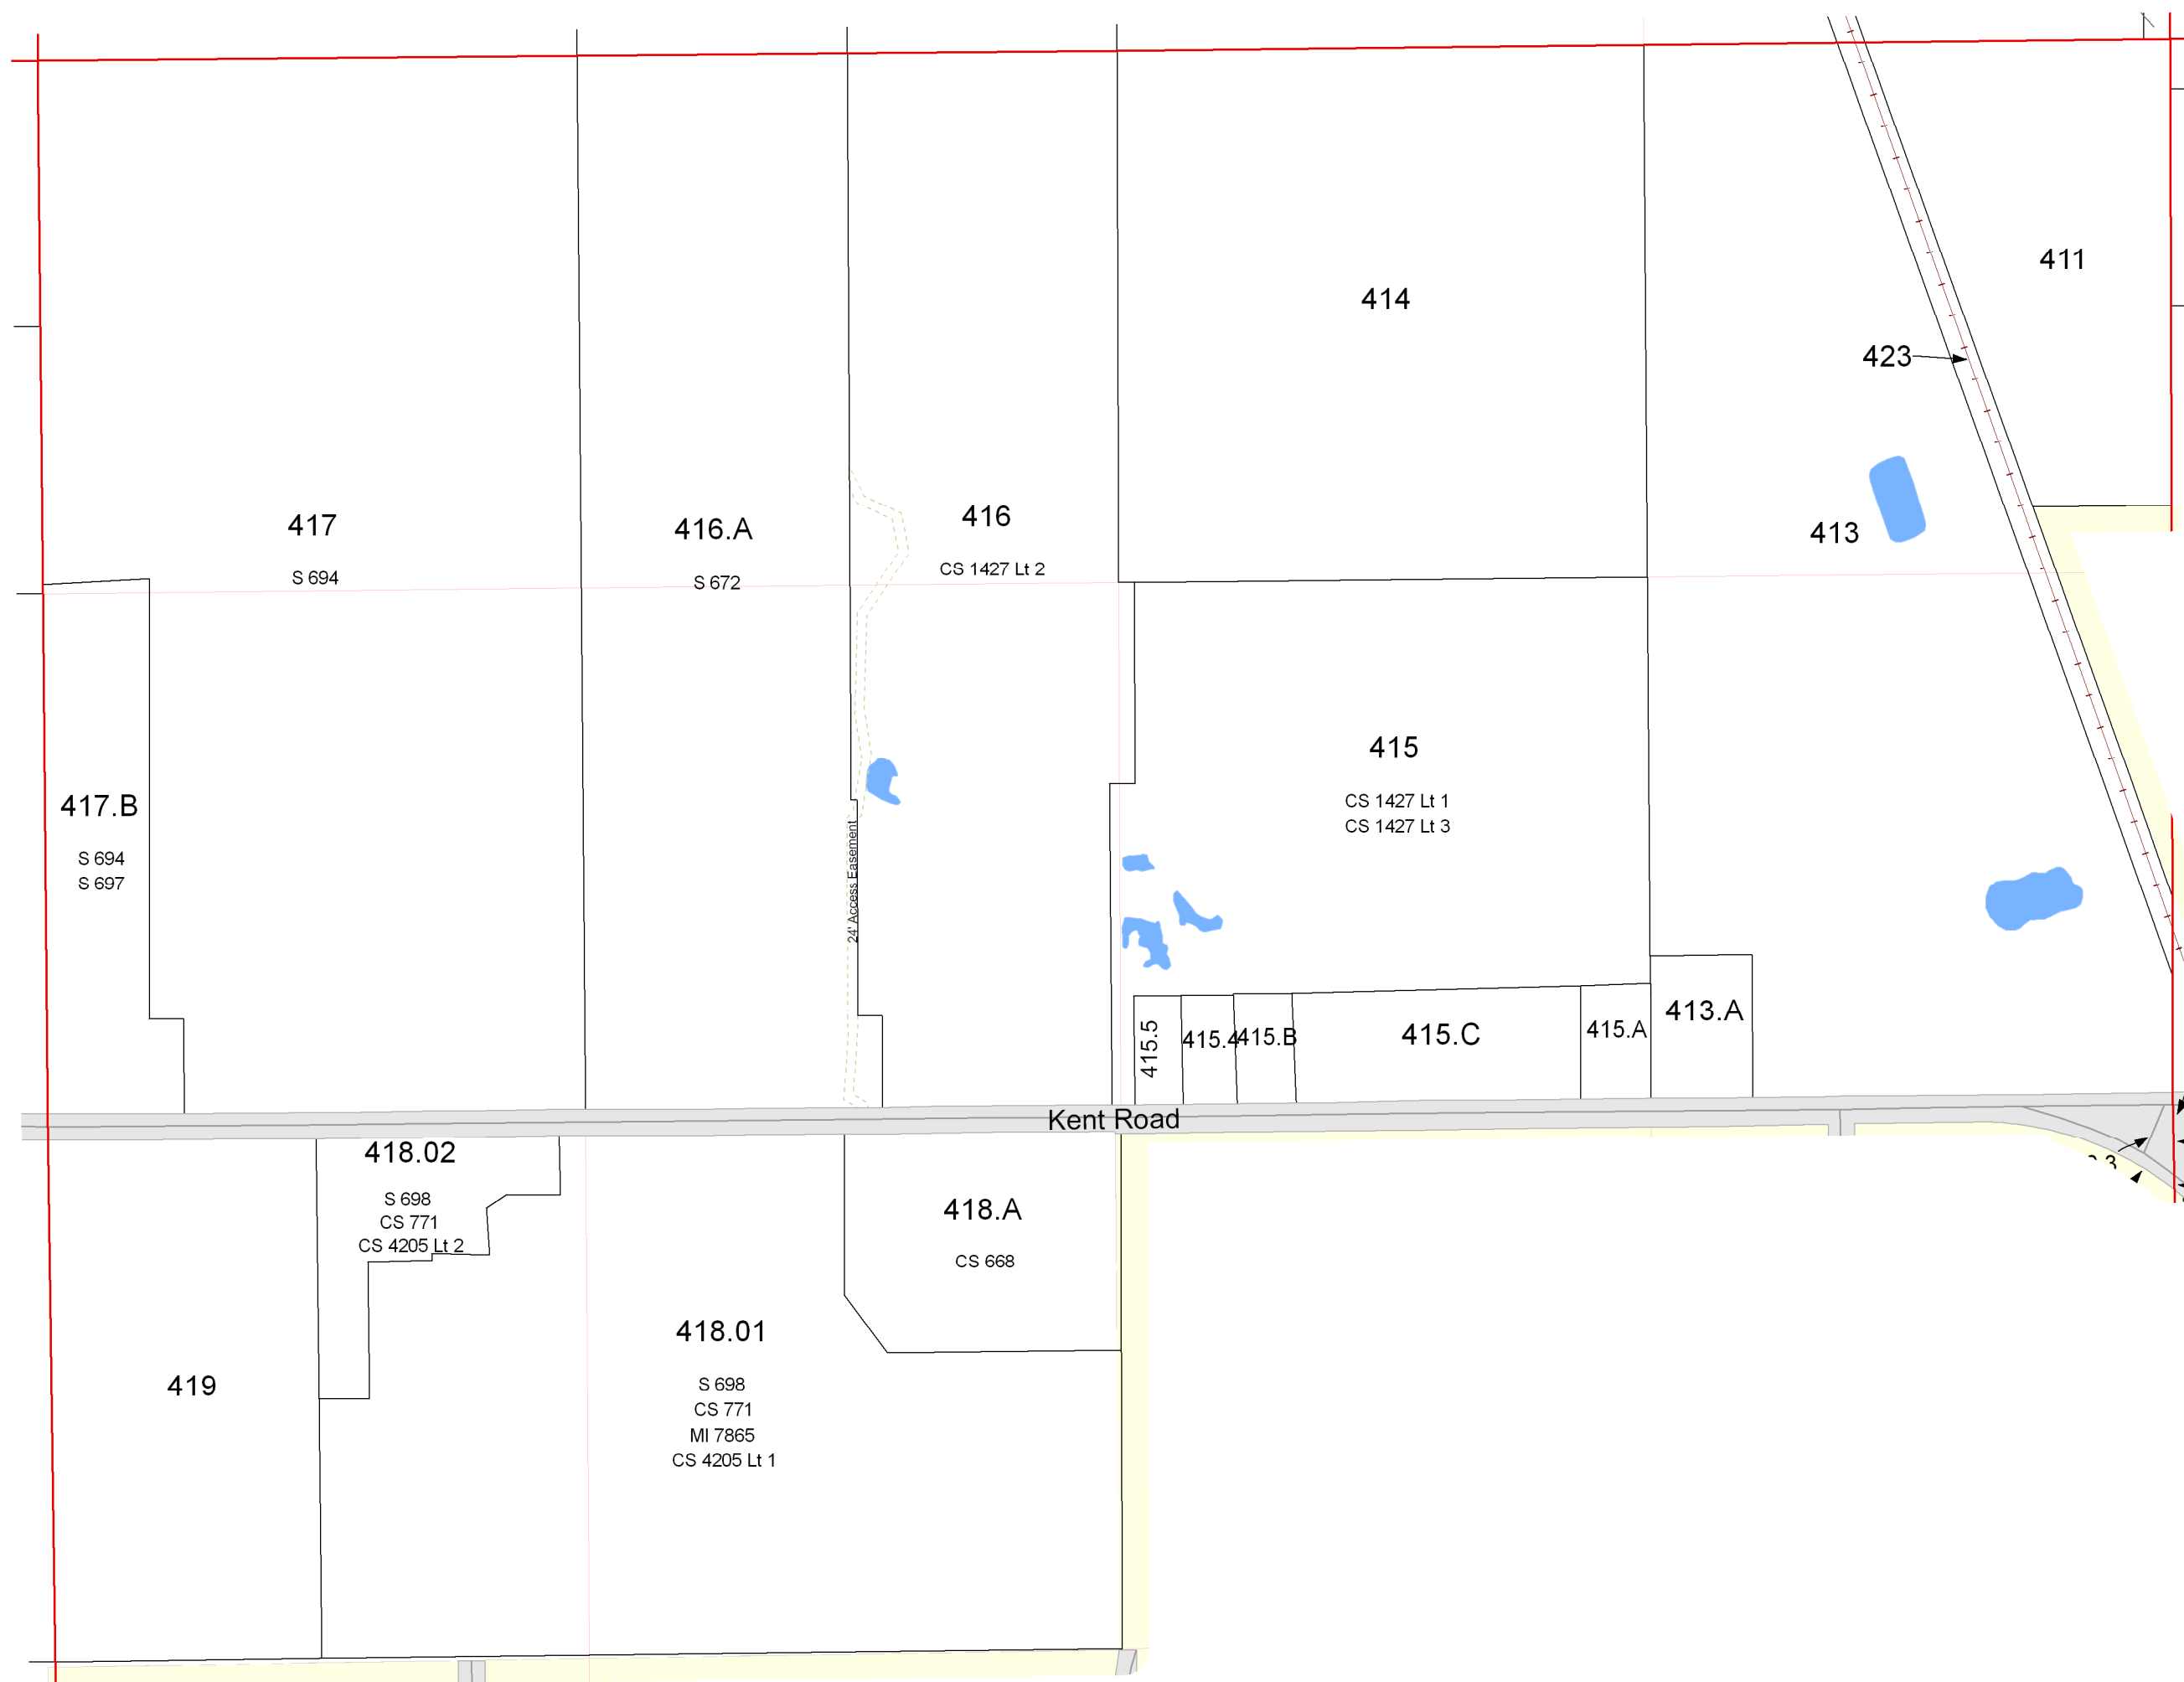 411
414
423
417
S 694
416.A
S 672
416
CS 1427 Lt 2
413
415
CS 1427 Lt 1
CS 1427 Lt 3
417.B
S 694
S 697
24' Access Easement
415.5
415.4
415.B
415.C
415.A
413.A
Kent Road
418.02
S 698
CS 771
CS 4205 Lt 2
418.A
CS 668
418.01
S 698
CS 771
MI 7865
CS 4205 Lt 1
419